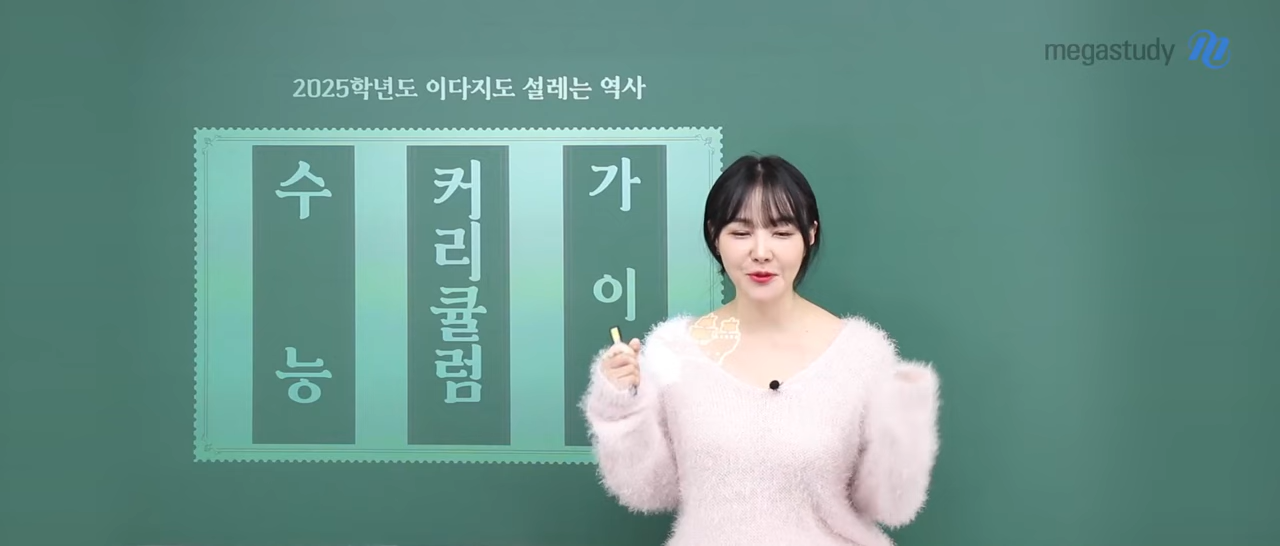 megastudy
2025학년도 이다지도 설레는 역사
수능
커리큘럼
가이